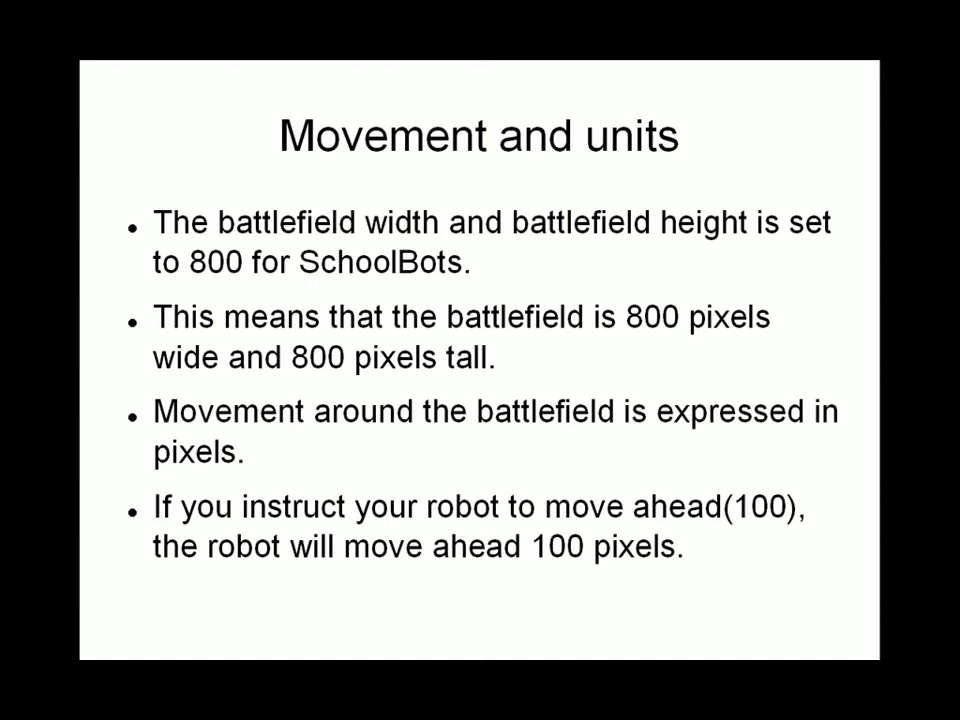 Movement and units
The battlefield width and battlefield height is set
to 800 for SchoolBots.
This means that the battlefield is 800 pixels
wide and 800 pixels tall.
Movement around the battlefield is expressed in
pixels.
If you instruct your robot to move ahead(100),
the robot will move ahead 100 pixels.